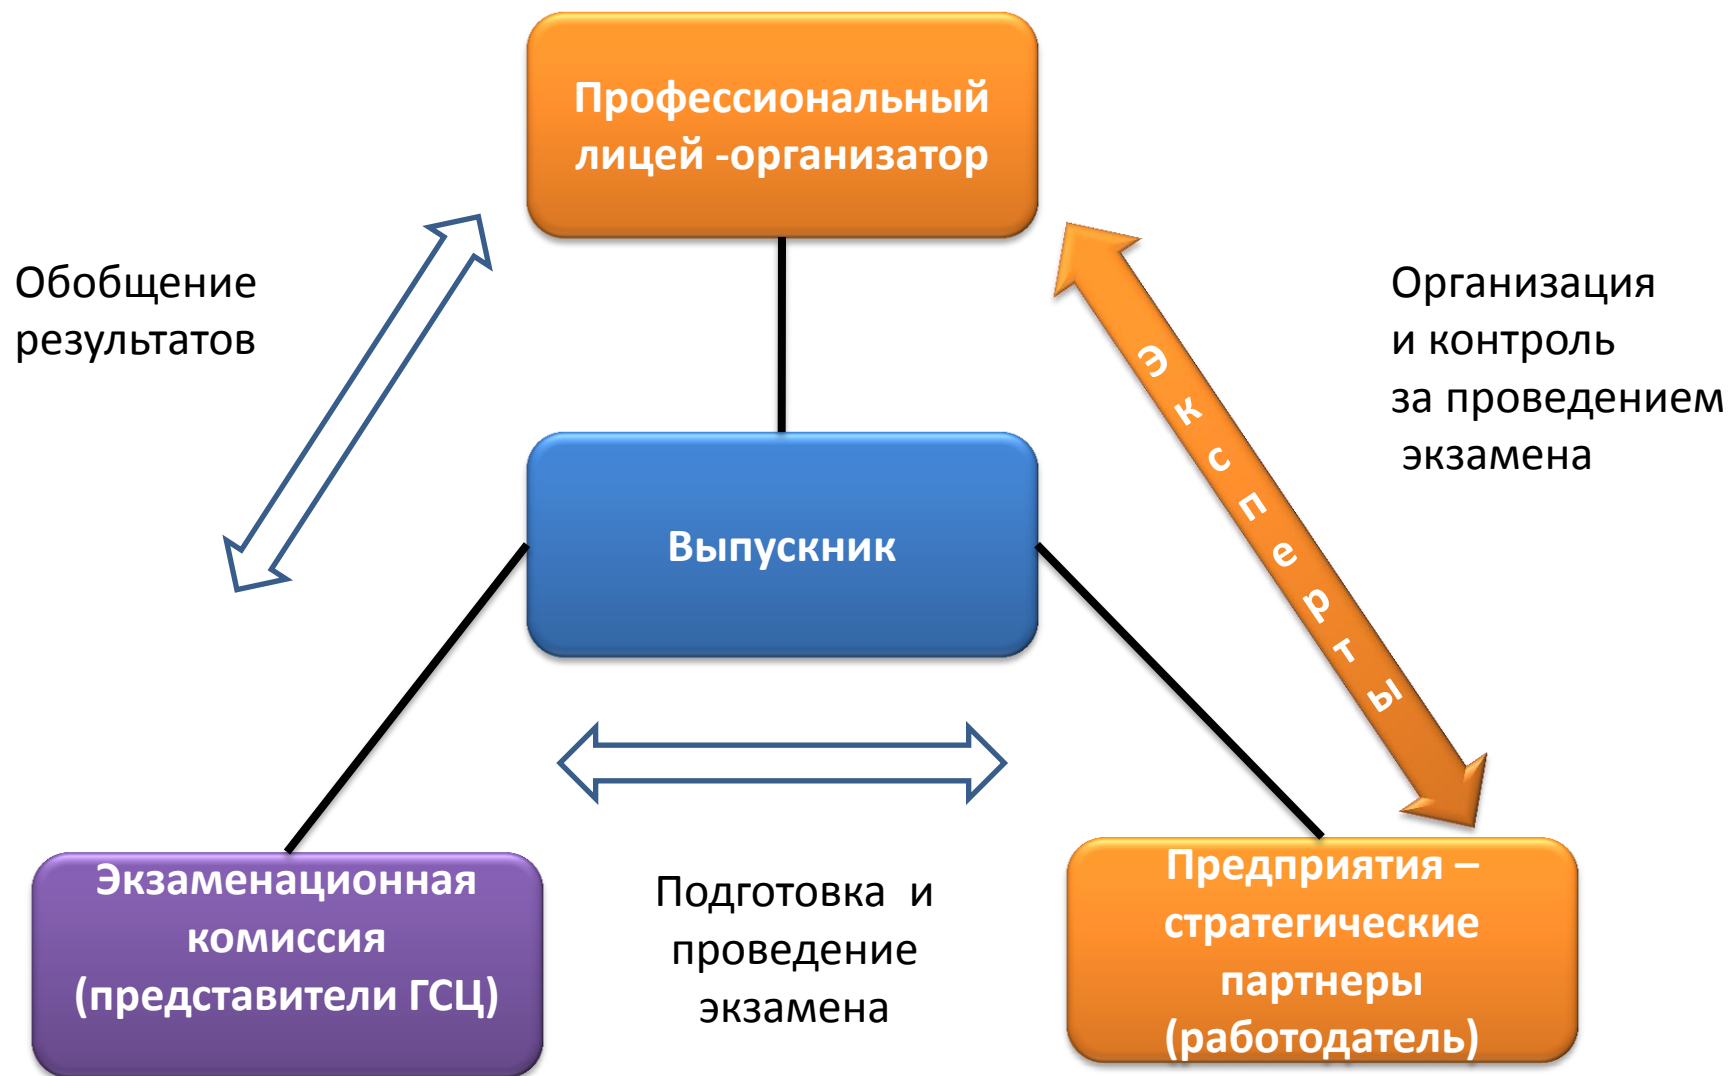 Профессиональный
лицей -организатор
Обобщение
результатов
Организация
и контроль
за проведением
экзамена
Эксперты
Выпускник
Экзаменационная
комиссия
(представители ГСЦ)
Подготовка и
проведение
экзамена
Предприятия –
стратегические
партнеры
(работодатель)